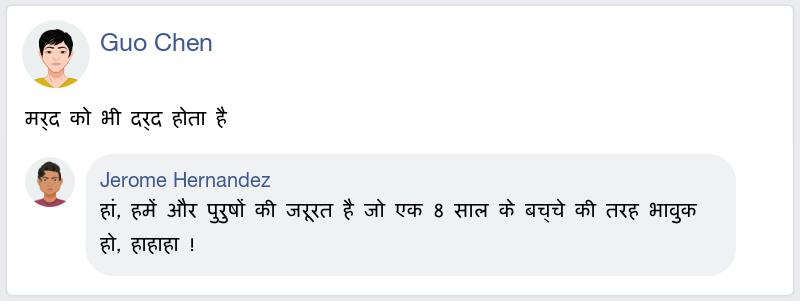 Guo Chen
मर्द को भी दर्द होता है
Jerome Hernandez
हां, हमें और पुरुषों की जरूरत है जो एक 8 साल के बच्चे की तरह भावुक
हो, हाहाहा !